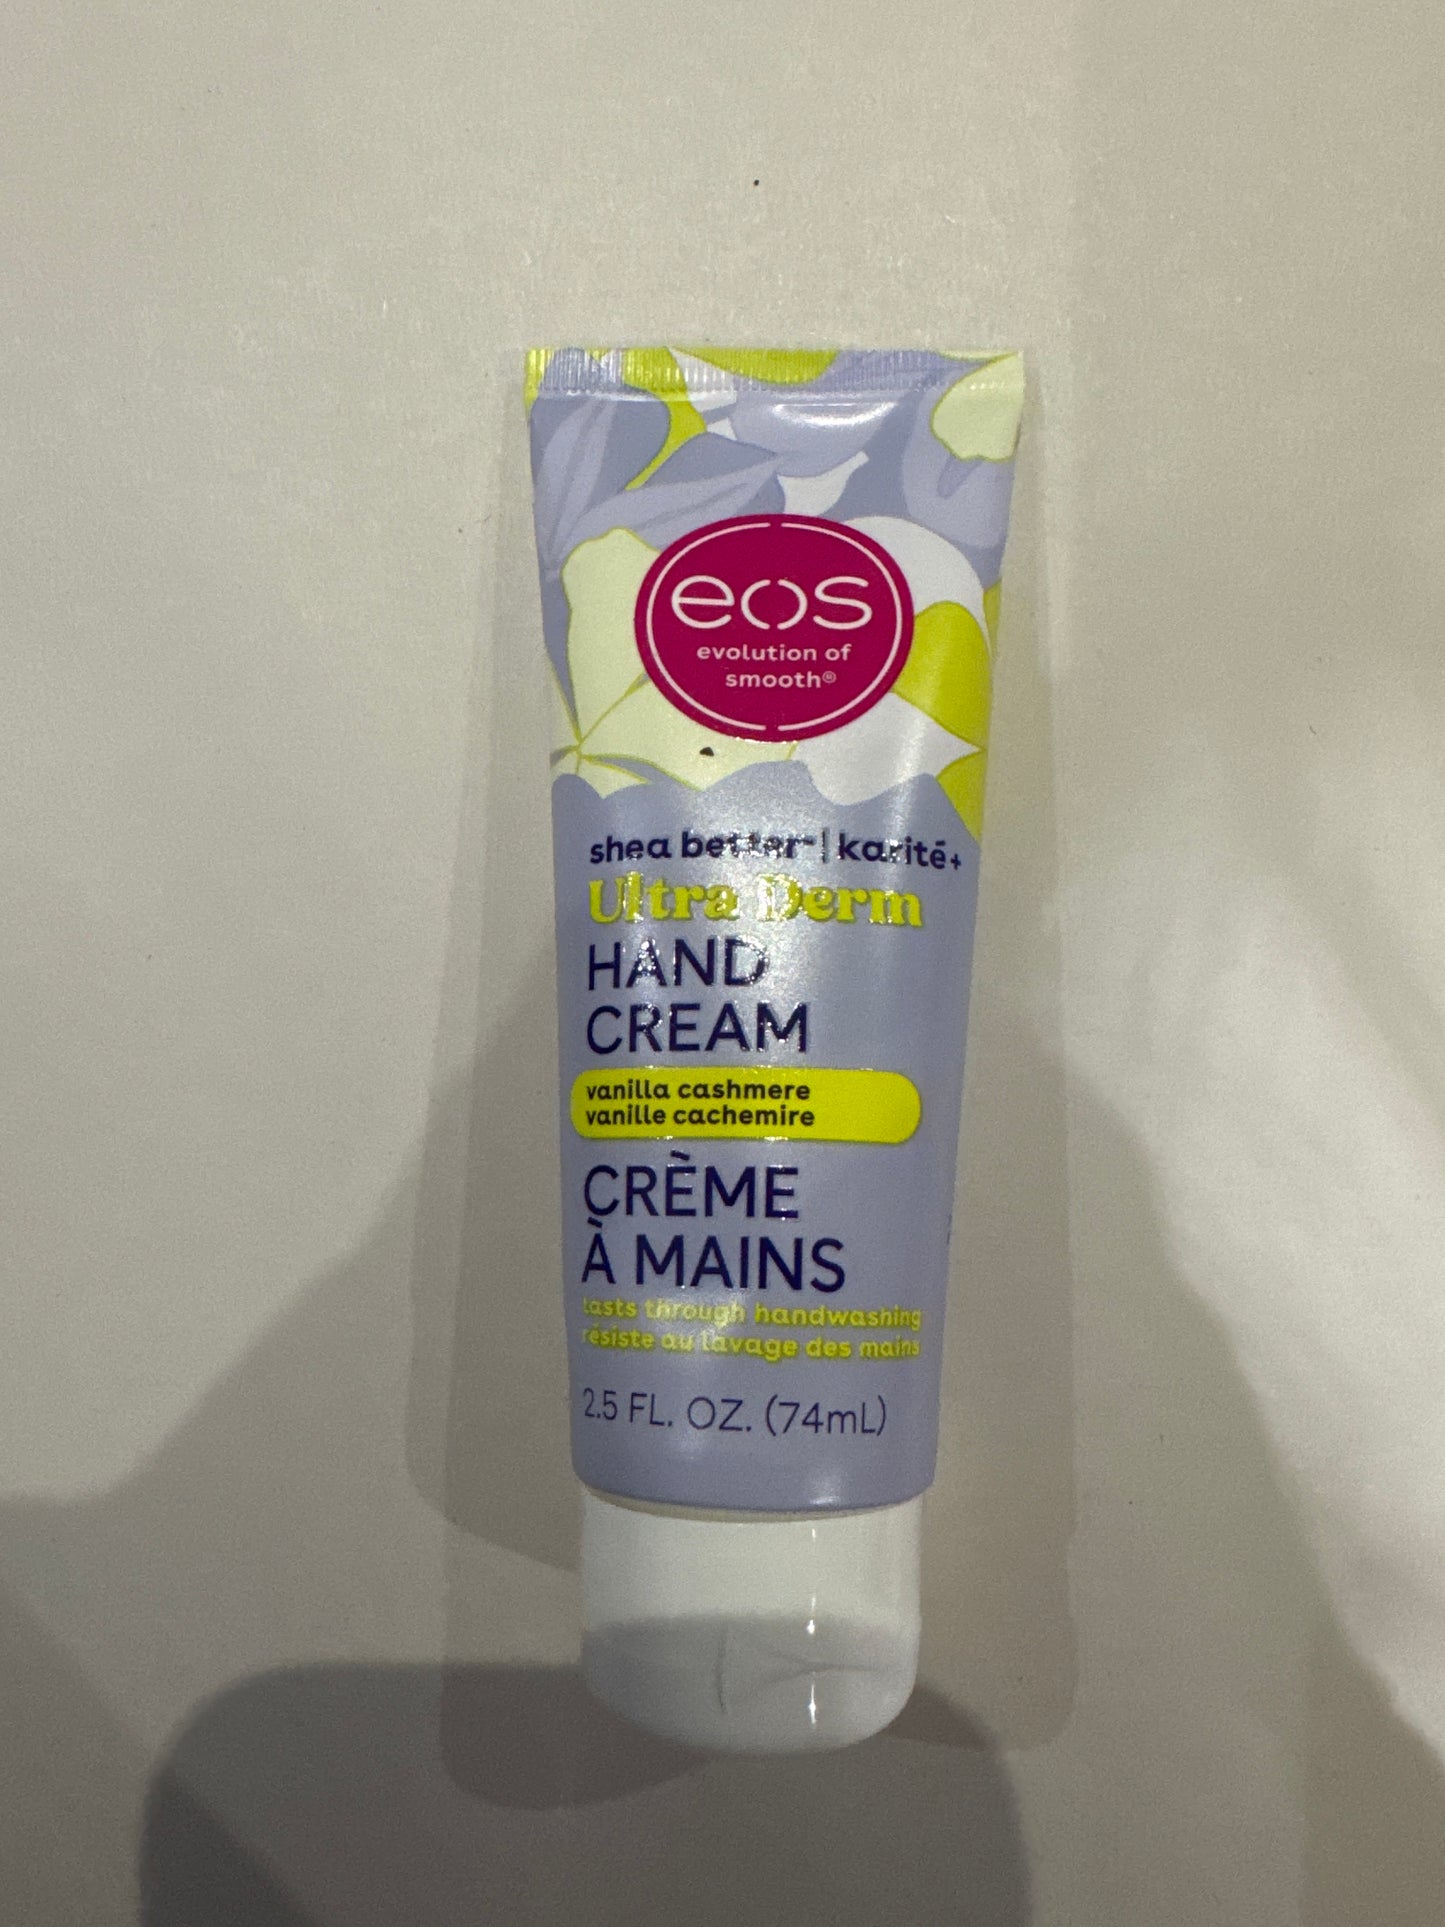 eos
evolution of
smooth®
shea better™ | karité+
Ultra Derm
HAND
CREAM
vanilla cashmere
vanille cachemire
CRÈME
À MAINS
lasts through handwashing
résiste au lavage des mains
2.5 FL. OZ. (74mL)